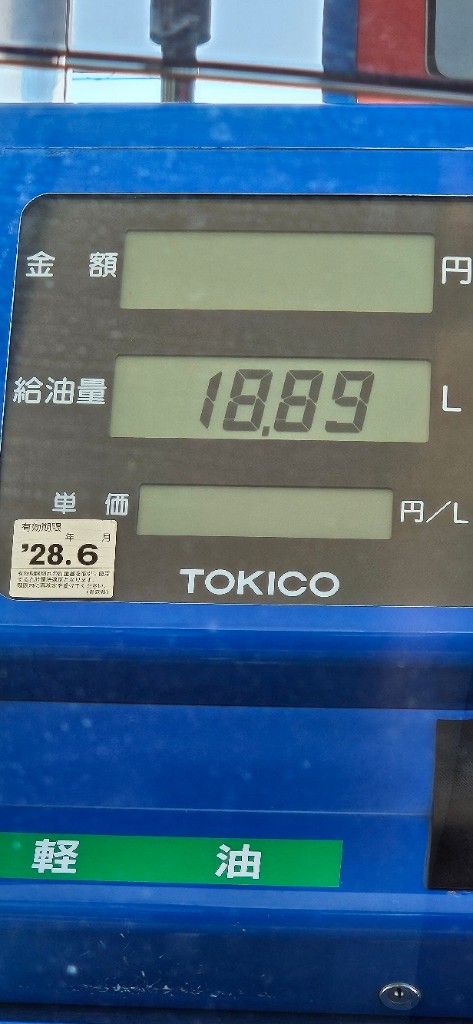 金 額 円
給油量 18.89 L
単 価 円/L
有効期限
年 月
'28.6
TOKICO
軽 油